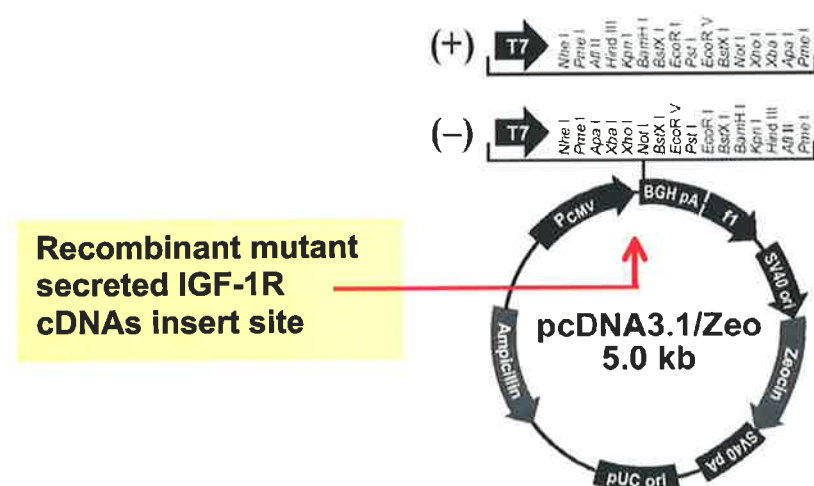 (+) T7 Nhe I Pme I Afl II Hind III Kpn I BamH I BstX I EcoR I Pst I EcoR V BstX I Not I Xho I Xba I Apa I Pme I
(–) T7 Nhe I Pme I Apa I Xba I Xho I Not I BstX I EcoR V Pst I EcoR I BstX I BamH I Kpn I Hind III Afl II Pme I
PCMV
BGH pA
f1
SV40 ori
Zeocin
SV40 pA
pUC ori
Ampicillin
pcDNA3.1/Zeo
5.0 kb
Recombinant mutant
secreted IGF-1R
cDNAs insert site